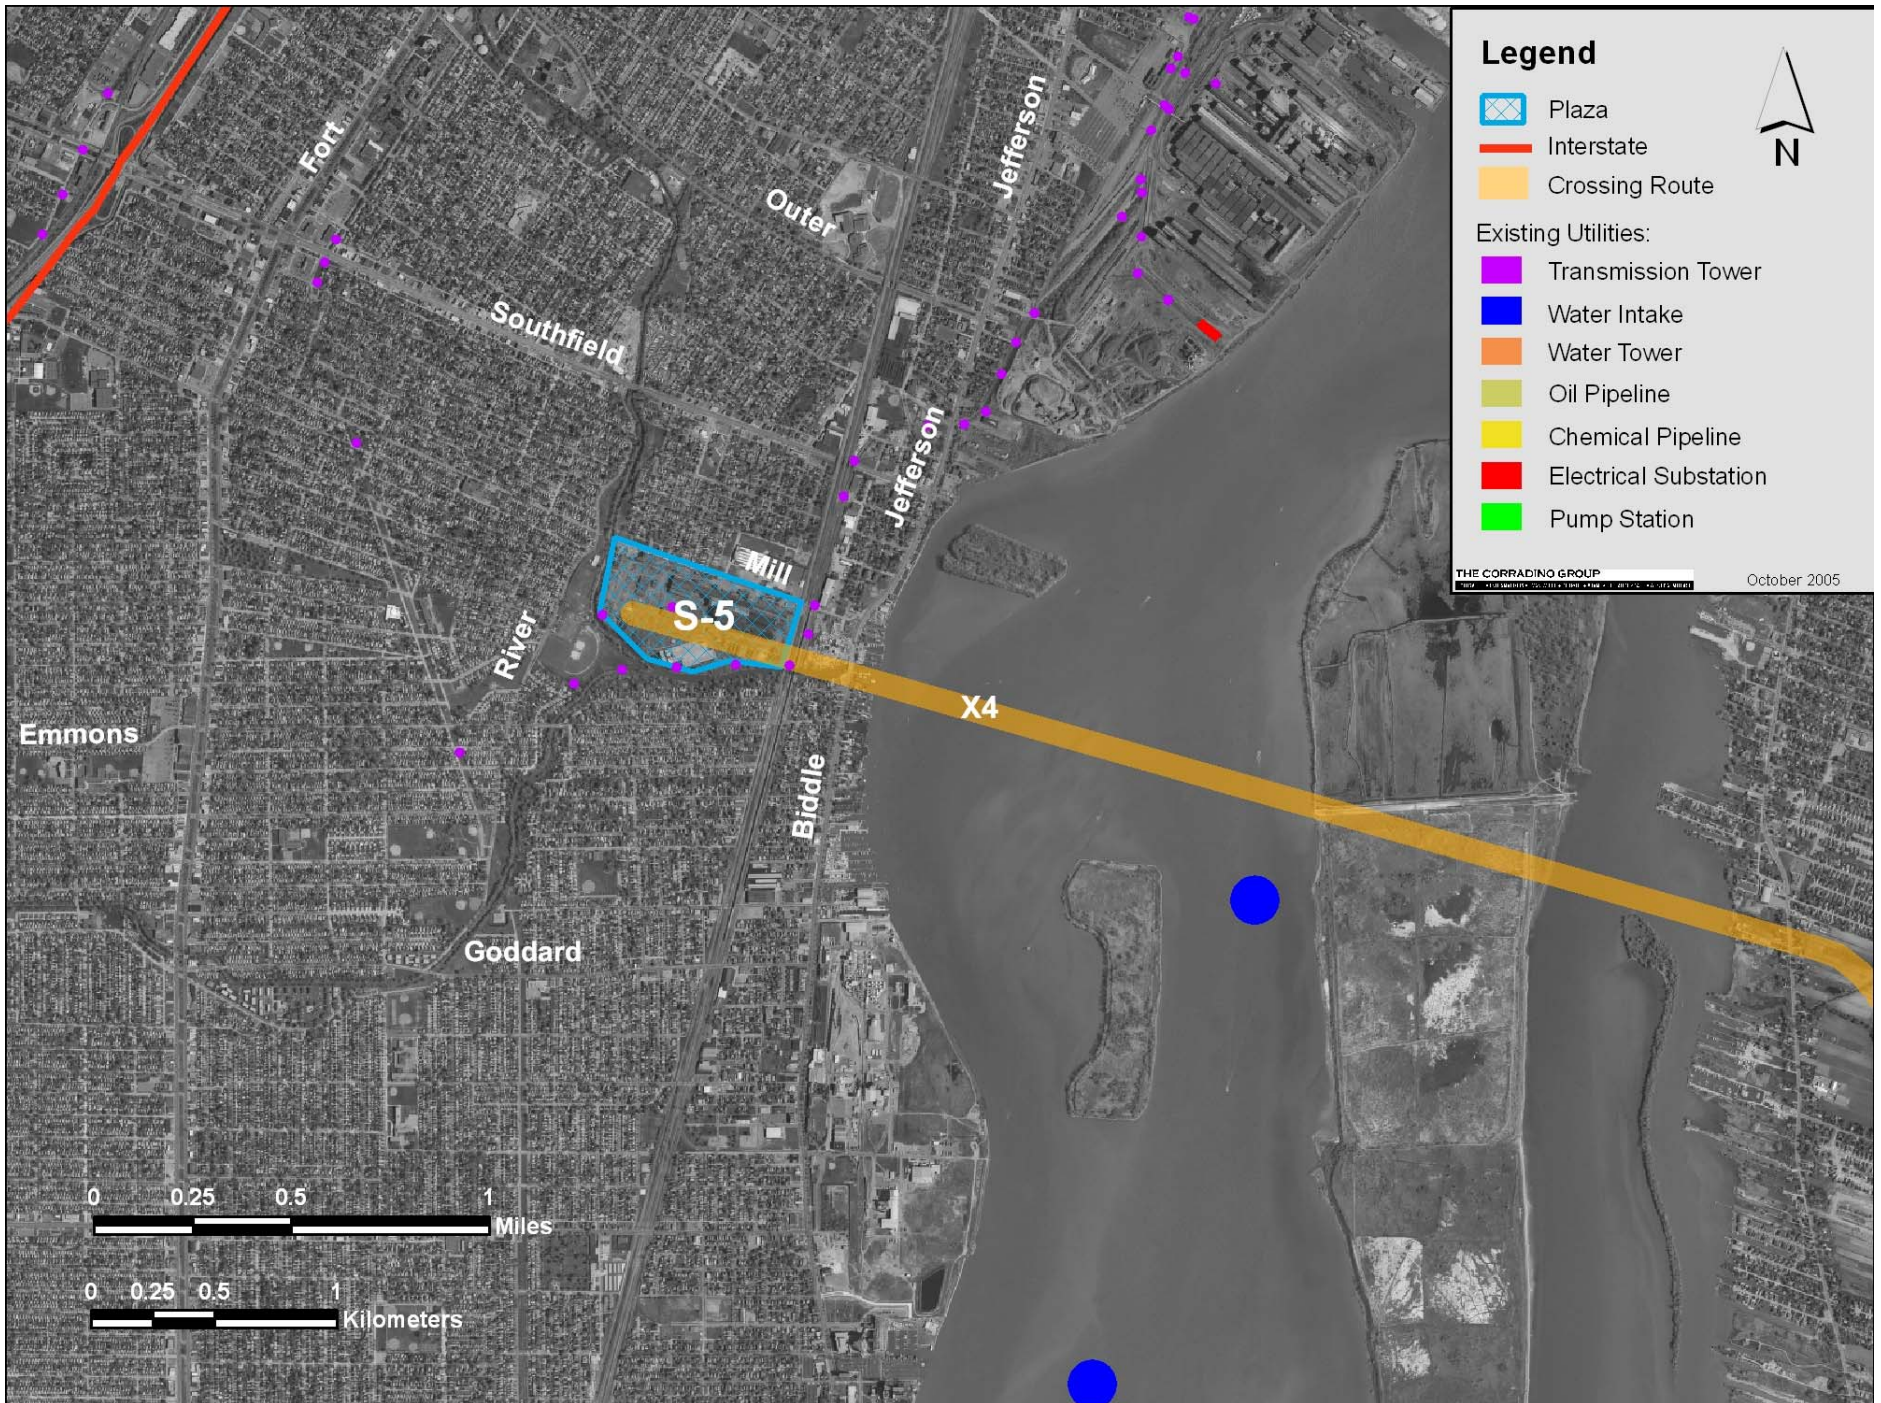 Legend
Plaza
Interstate
Crossing Route
N
Existing Utilities:
Transmission Tower
Water Intake
Water Tower
Oil Pipeline
Chemical Pipeline
Electrical Substation
Pump Station
THE CORRADINO GROUP
October 2005
Fort
Jefferson
Outer
Southfield
Jefferson
Mill
S-5
River
X4
Emmons
Biddle
Goddard
0 0.25 0.5 1
Miles
0 0.25 0.5 1
Kilometers